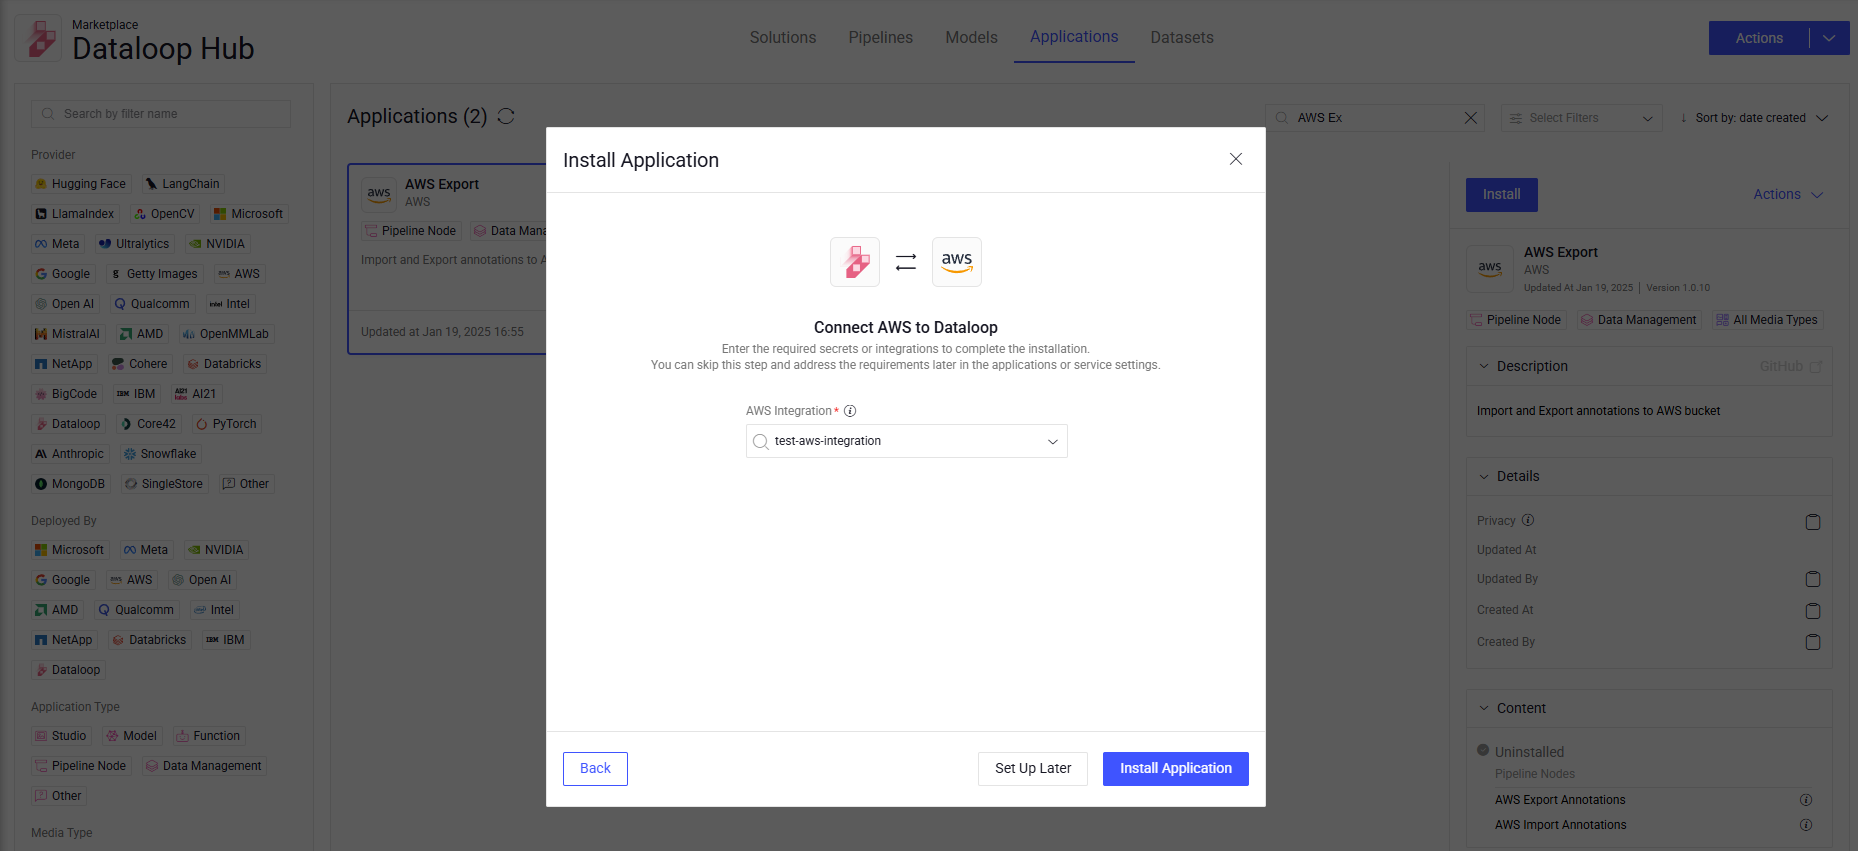 Marketplace
Dataloop Hub
Solutions
Pipelines
Models
Applications
Datasets
Actions
Search by filter name
Provider
Hugging Face
LangChain
LlamaIndex
OpenCV
Microsoft
Meta
Ultralytics
NVIDIA
Google
Getty Images
AWS
Open AI
Qualcomm
Intel
MistralAI
AMD
OpenMMLab
NetApp
Cohere
Databricks
BigCode
IBM
AI21
Dataloop
Core42
PyTorch
Anthropic
Snowflake
MongoDB
SingleStore
Other
Deployed By
Microsoft
Meta
NVIDIA
Google
AWS
Open AI
AMD
Qualcomm
Intel
NetApp
Databricks
IBM
Dataloop
Application Type
Studio
Model
Function
Pipeline Node
Data Management
Other
Media Type
Applications (2)
AWS Ex
Select Filters
Sort by: date created
aws
AWS Export
AWS
Pipeline Node
Data Mana
Import and Export annotations to A
Updated at Jan 19, 2025 16:55
Install Application
aws
Connect AWS to Dataloop
Enter the required secrets or integrations to complete the installation.
You can skip this step and address the requirements later in the applications or service settings.
AWS Integration*
test-aws-integration
Back
Set Up Later
Install Application
Install
Actions
aws
AWS Export
AWS
Updated At Jan 19, 2025 | Version 1.0.10
Pipeline Node
Data Management
All Media Types
Description
GitHub
Import and Export annotations to AWS bucket
Details
Privacy
Updated At
Updated By
Created At
Created By
Content
Uninstalled
Pipeline Nodes
AWS Export Annotations
AWS Import Annotations